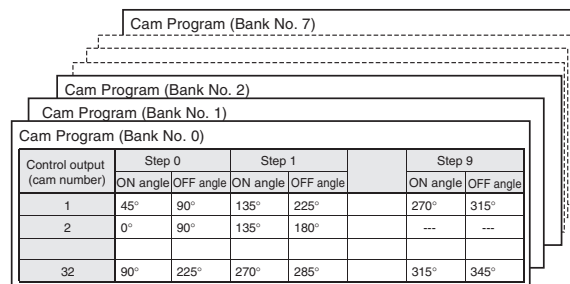 Cam Program (Bank No. 7)
Cam Program (Bank No. 2)
Cam Program (Bank No. 1)
Cam Program (Bank No. 0)
Control output (cam number) Step 0 Step 1 Step 9
ON angle OFF angle ON angle OFF angle ON angle OFF angle
1 45° 90° 135° 225° 270° 315°
2 0° 90° 135° 180° --- ---
32 90° 225° 270° 285° 315° 345°